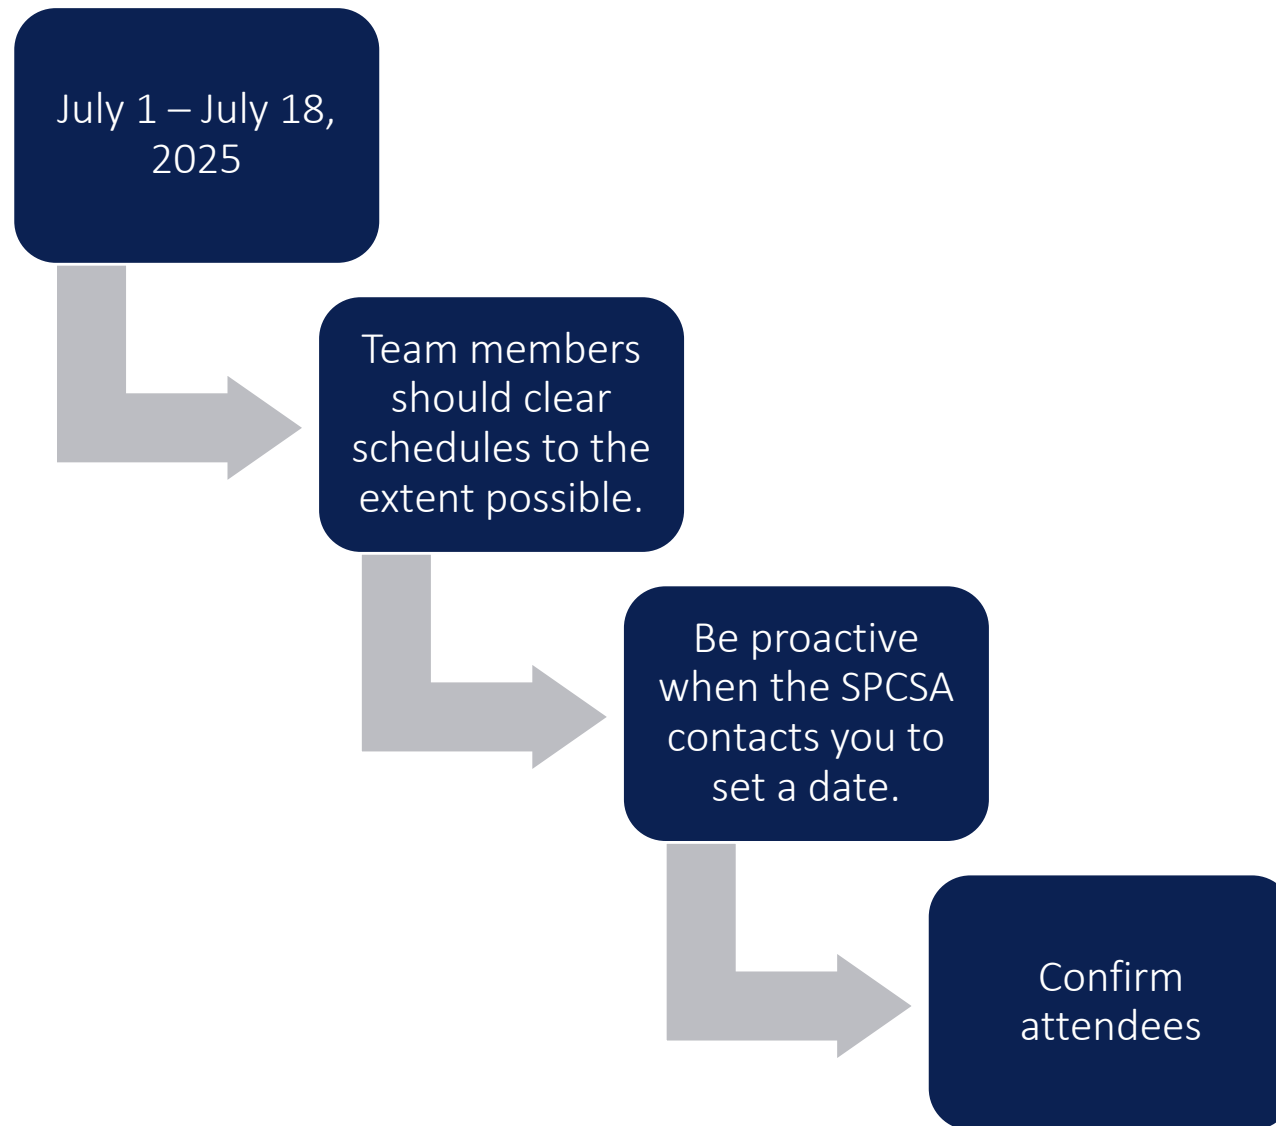 July 1 – July 18,
2025
Team members
should clear
schedules to the
extent possible.
Be proactive
when the SPCSA
contacts you to
set a date.
Confirm
attendees